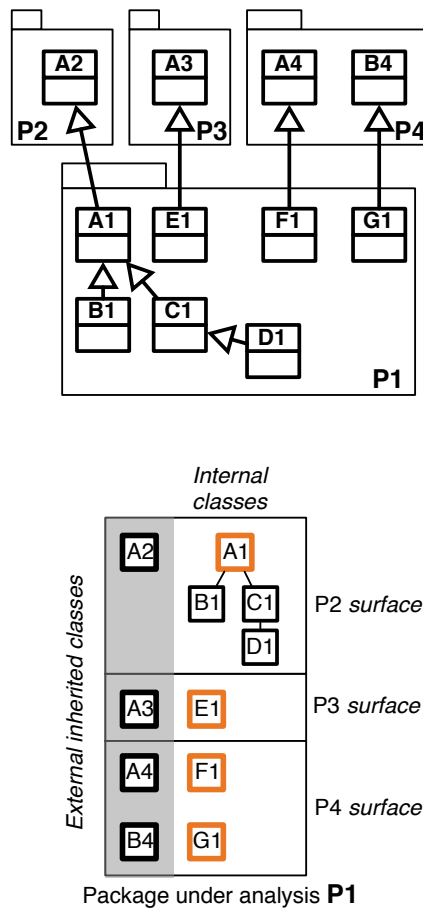 A2
A3
A4
B4
P2
P3
P4
A1
E1
F1
G1
B1
C1
D1
P1
Internal
classes
External inherited classes
A2
A1
B1
C1
D1
P2 surface
A3
E1
P3 surface
A4
F1
P4 surface
B4
G1
Package under analysis P1